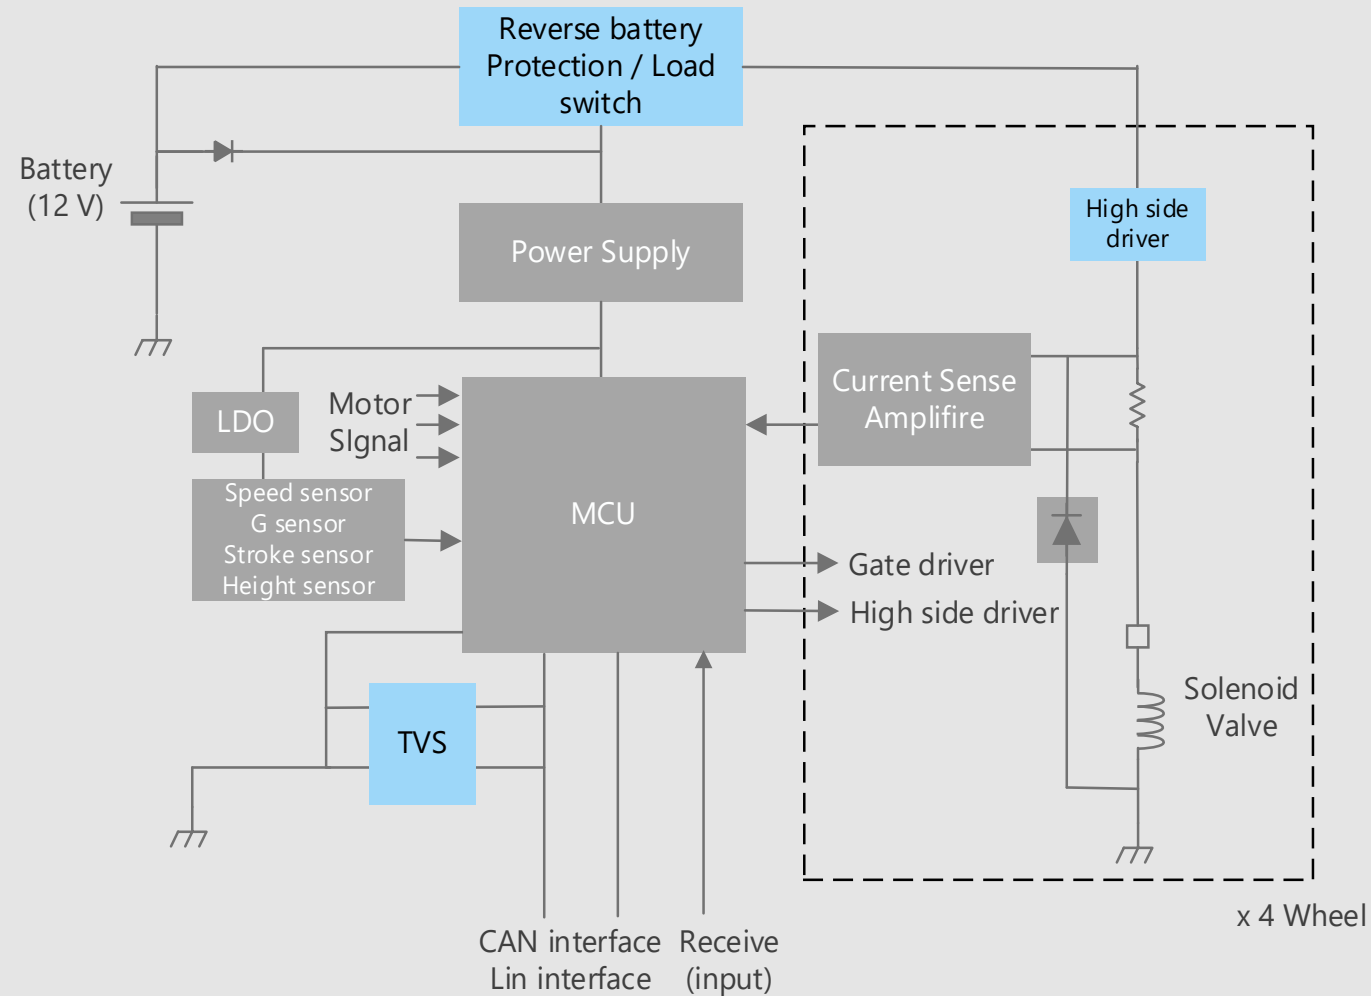 Reverse battery
Protection / Load
switch
Battery
(12 V)
High side
driver
Power Supply
Current Sense
Amplifire
LDO
Motor
SIgnal
Speed sensor
G sensor
Stroke sensor
Height sensor
MCU
Gate driver
High side driver
TVS
Solenoid
Valve
x 4 Wheel
CAN interface
Lin interface
Receive
(input)